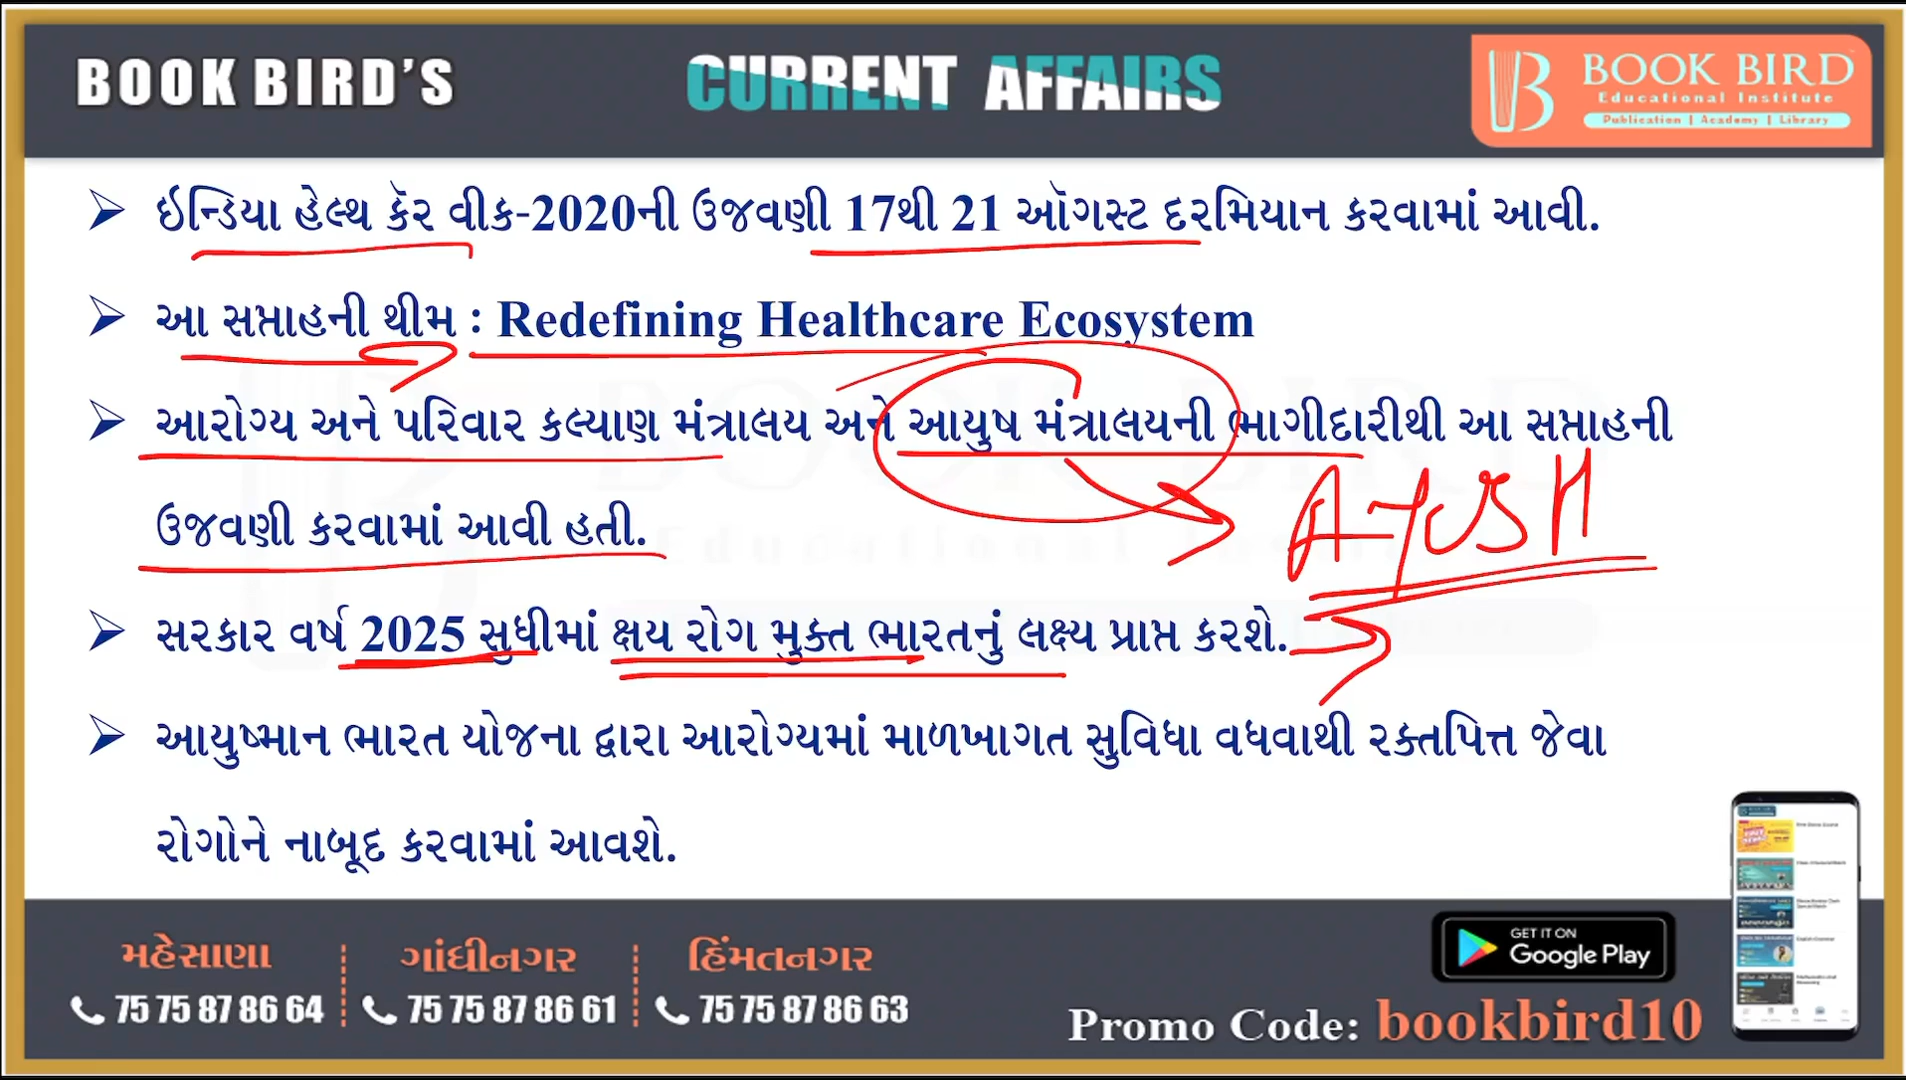 BOOK BIRD'S
CURRENT AFFAIRS
BOOK BIRD
Educational Institute
Publication | Academy | Library
➢ ઇન્ડિયા હેલ્થ કૅર વીક-2020ની ઉજવણી 17થી 21 ઑગસ્ટ દરમિયાન કરવામાં આવી.
➢ આ સપ્તાહની થીમ : Redefining Healthcare Ecosystem
➢ આરોગ્ય અને પરિવાર કલ્યાણ મંત્રાલય અને આયુષ મંત્રાલયની ભાગીદારીથી આ સપ્તાહની
ઉજવણી કરવામાં આવી હતી.
AYUSH
➢ સરકાર વર્ષ 2025 સુધીમાં ક્ષય રોગ મુક્ત ભારતનું લક્ષ્ય પ્રાપ્ત કરશે.
➢ આયુષ્માન ભારત યોજના દ્વારા આરોગ્યમાં માળખાગત સુવિધા વધવાથી રક્તપિત્ત જેવા
રોગોને નાબૂદ કરવામાં આવશે.
મહેસાણા
75 75 87 86 64
ગાંધીનગર
75 75 87 86 61
હિંમતનગર
75 75 87 86 63
GET IT ON
Google Play
Promo Code: bookbird10